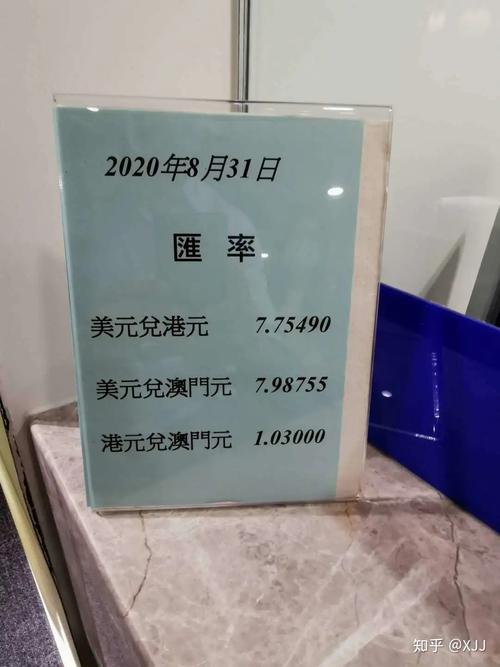 2020年8月31日
匯 率
美元兌港元 7.75490
美元兌澳門元 7.98755
港元兌澳門元 1.03000
知乎 @XJJ